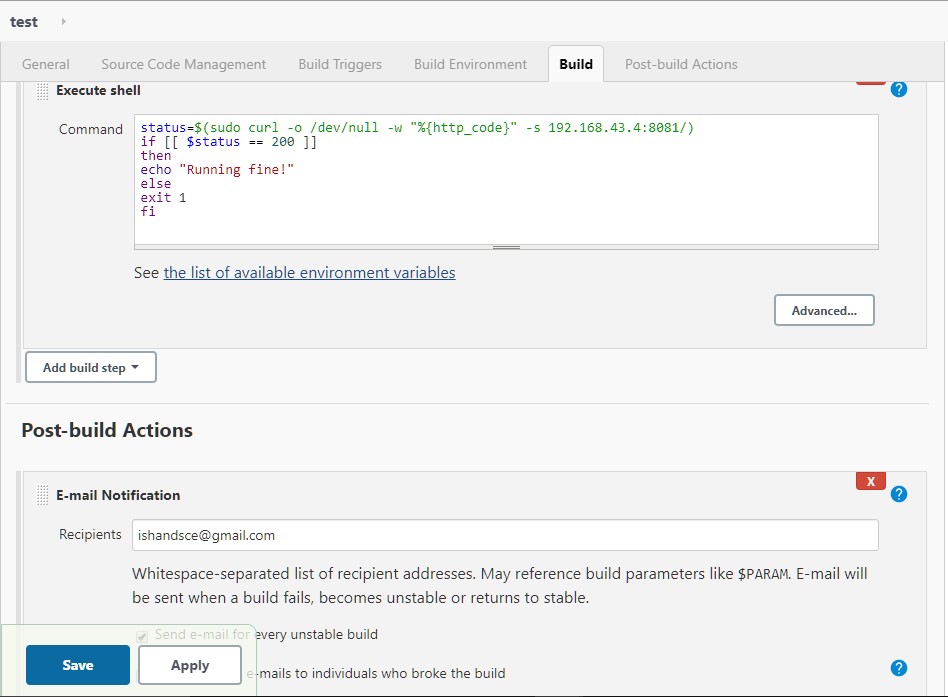 test
General Source Code Management Build Triggers Build Environment Build Post-build Actions
Execute shell
?
Command
status=$(sudo curl -o /dev/null -w "%{http_code}" -s 192.168.43.4:8081/)
if [[ $status == 200 ]]
then
echo "Running fine!"
else
exit 1
fi
See the list of available environment variables
Advanced...
Add build step
Post-build Actions
X
E-mail Notification
?
Recipients ishandsce@gmail.com
Whitespace-separated list of recipient addresses. May reference build parameters like $PARAM. E-mail will
be sent when a build fails, becomes unstable or returns to stable.
Send e-mail for every unstable build
Save Apply e-mails to individuals who broke the build
?